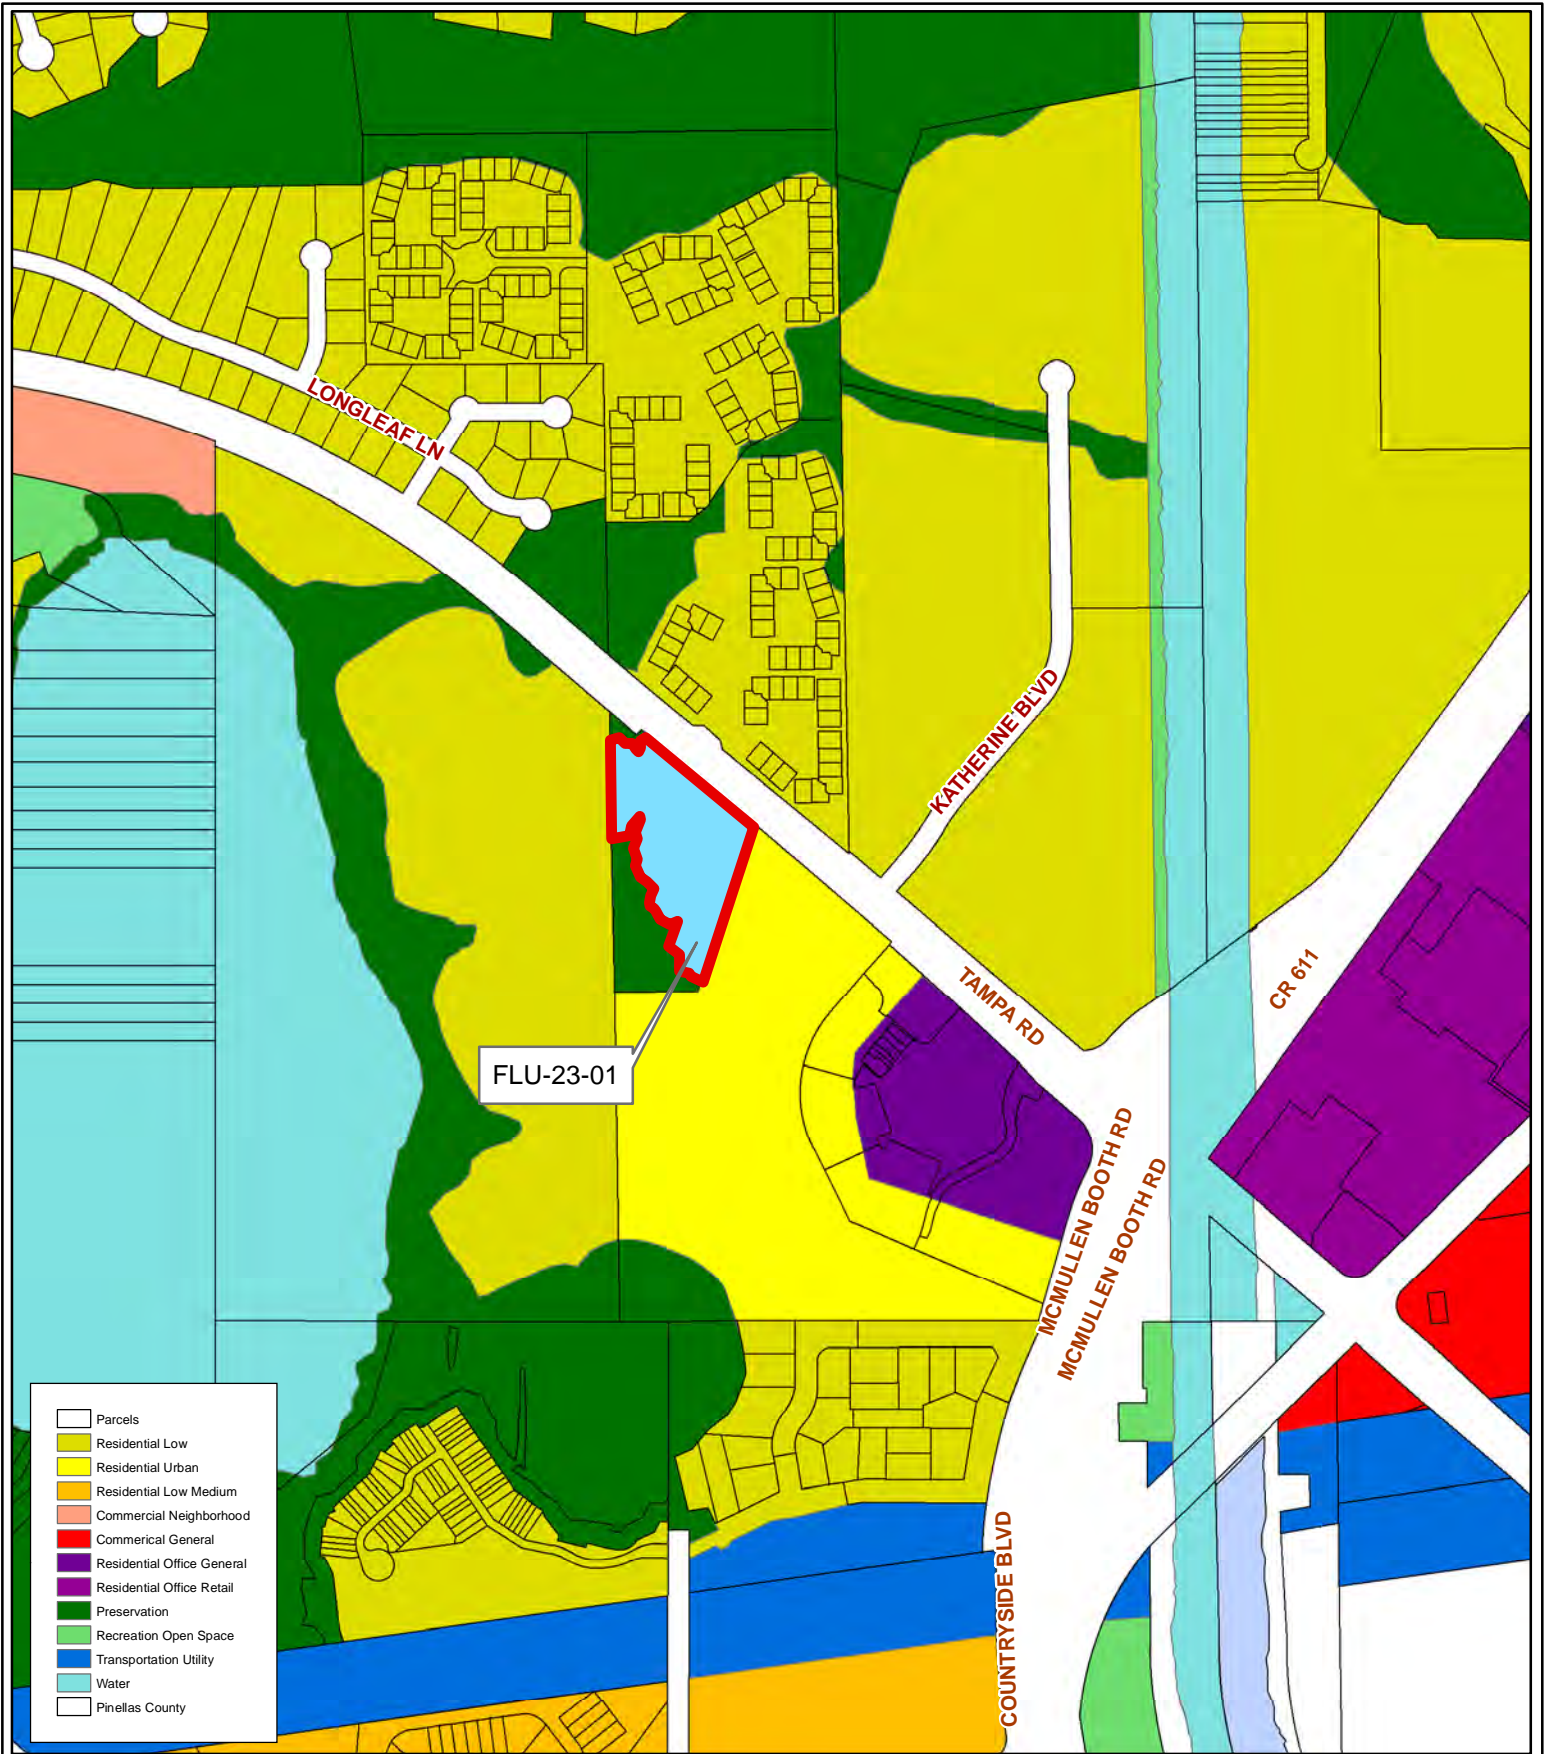 LONGLEAF LN
KATHERINE BLVD
TAMPA RD
CR 611
FLU-23-01
MCMULLEN BOOTH RD
MCMULLEN BOOTH RD
COUNTRYSIDE BLVD
Parcels
Residential Low
Residential Urban
Residential Low Medium
Commercial Neighborhood
Commerical General
Residential Office General
Residential Office Retail
Preservation
Recreation Open Space
Transportation Utility
Water
Pinellas County